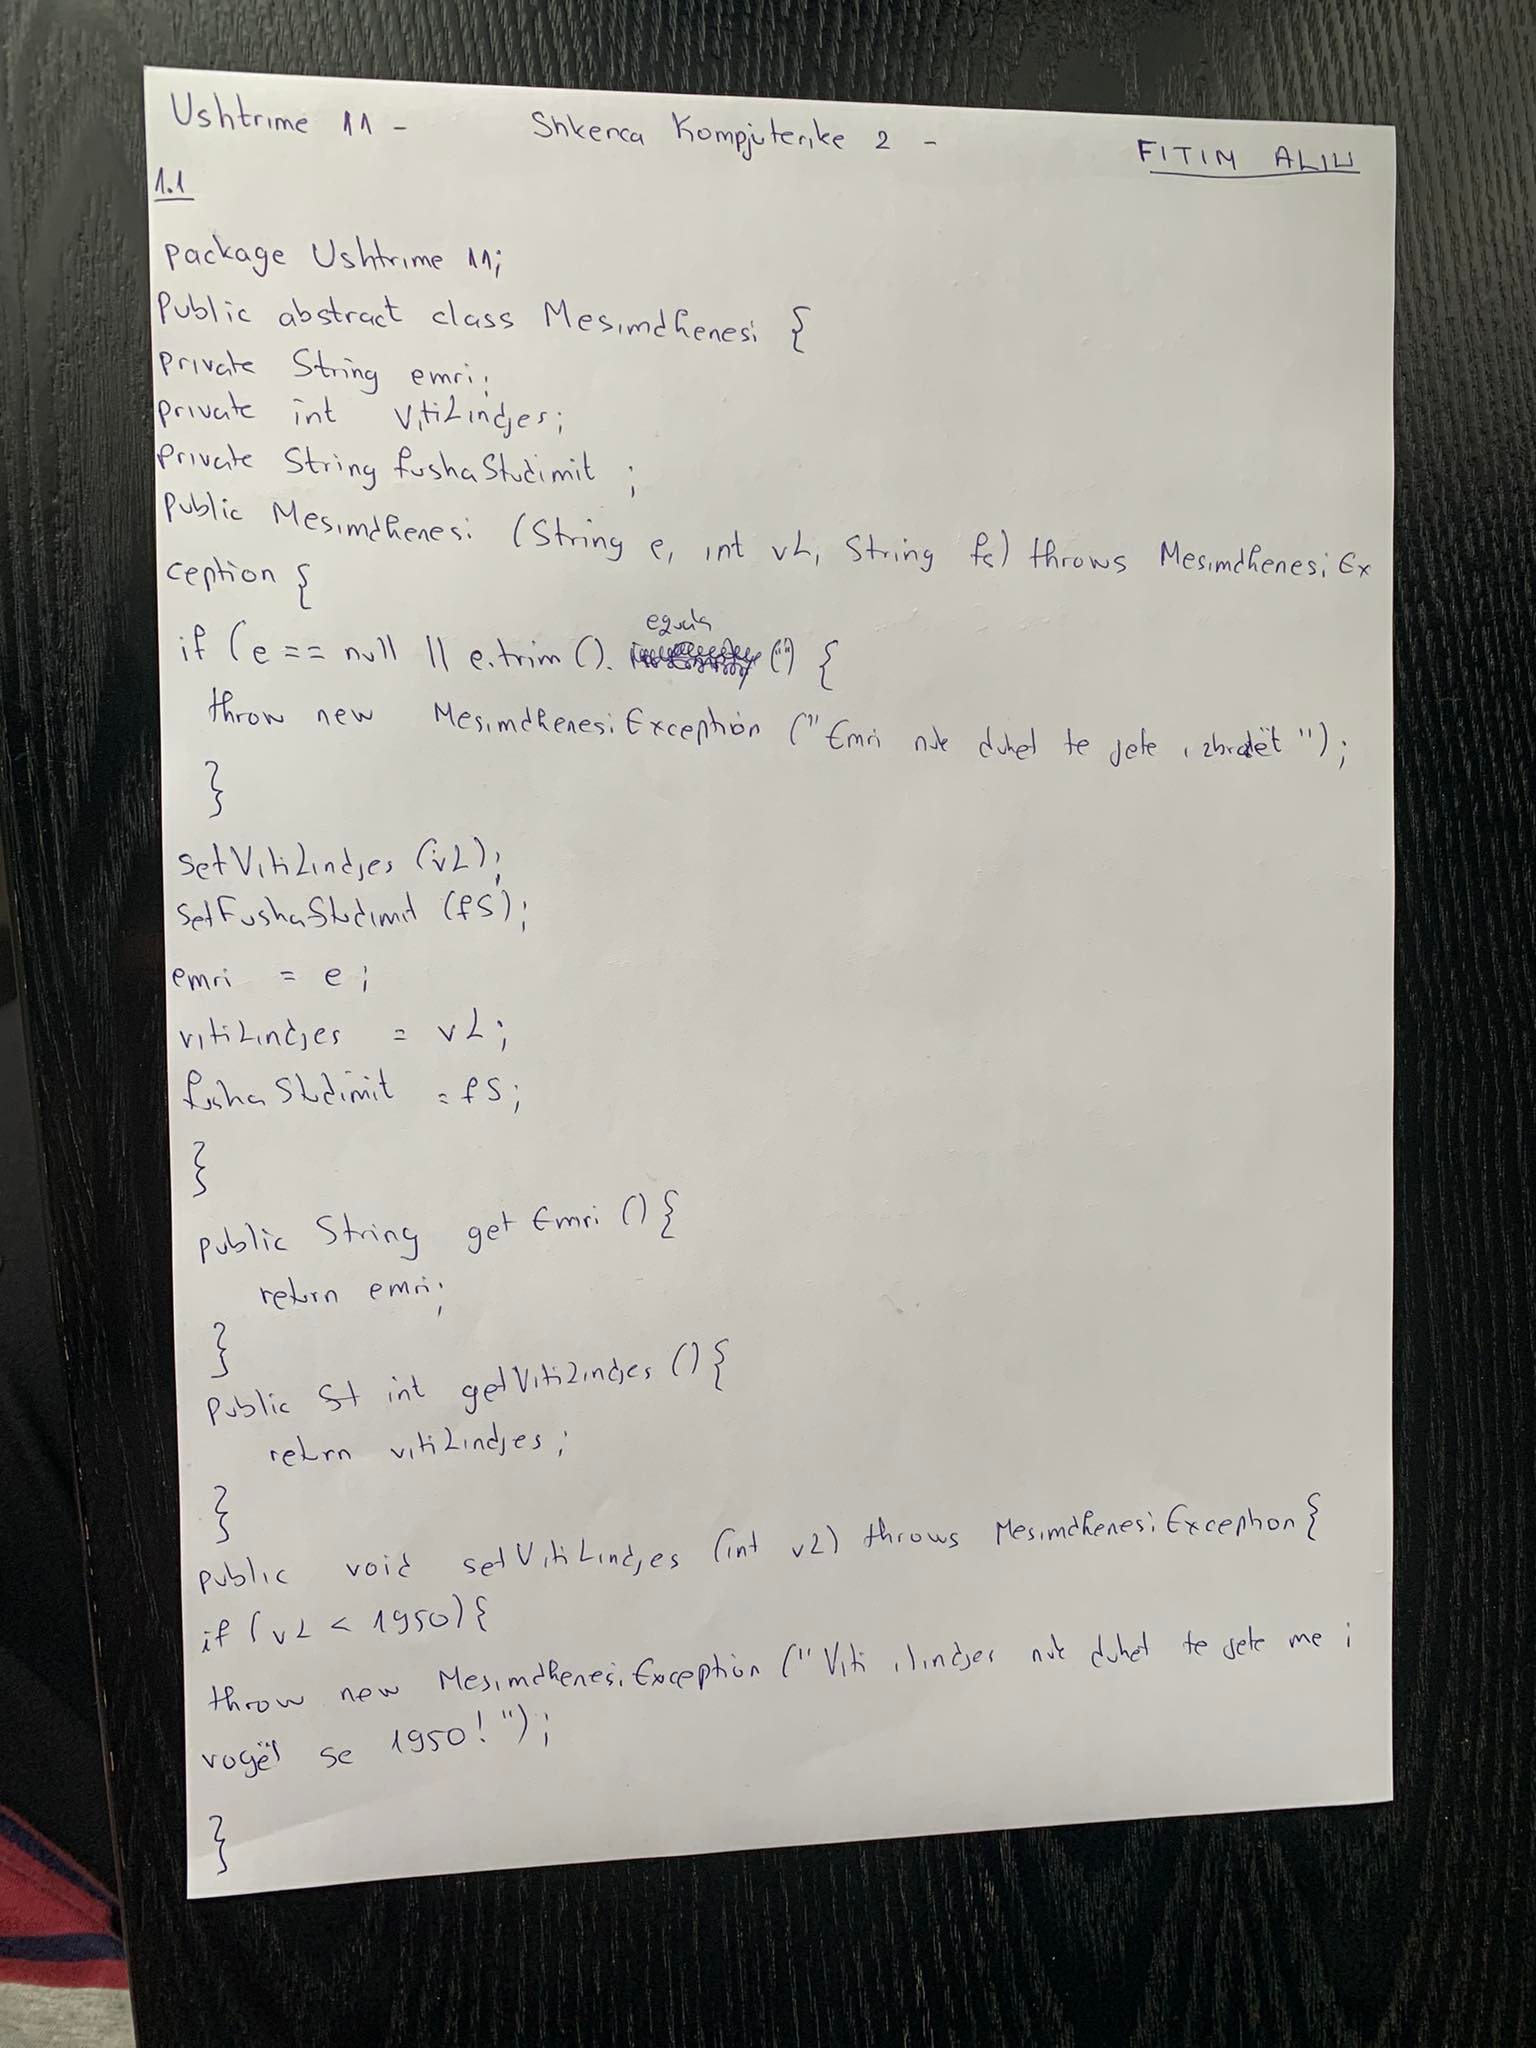 Ushtrime 11 - Shkenca Kompjuterike 2 - FITIM ALIU
1.1
package Ushtrime 11;
Public abstract class Mesimdhenesi {
private String emri;
private int vitiLindjes;
private String fushaStudimit ;
Public Mesimdhenesi (String e, int vL, String fs) throws MesimdhenesiEx
ception {
if (e == null || e.trim (). equals ("") {
throw new MesimdhenesiException ("Emri nuk duhet te jete i zbrazët");
}
setVitiLindjes (vL);
setFushaStudimit (fS);
emri = e;
vitiLindjes = vL;
fushaStudimit = fS;
}
public String getEmri () {
return emri;
}
public St int getVitiLindjes () {
return vitiLindjes;
}
public void setVitiLindjes (int vL) throws MesimdhenesiException {
if (vL < 1950) {
throw new MesimdhenesiException ("Viti i lindjes nuk duhet te jete me i
vogël se 1950!");
}